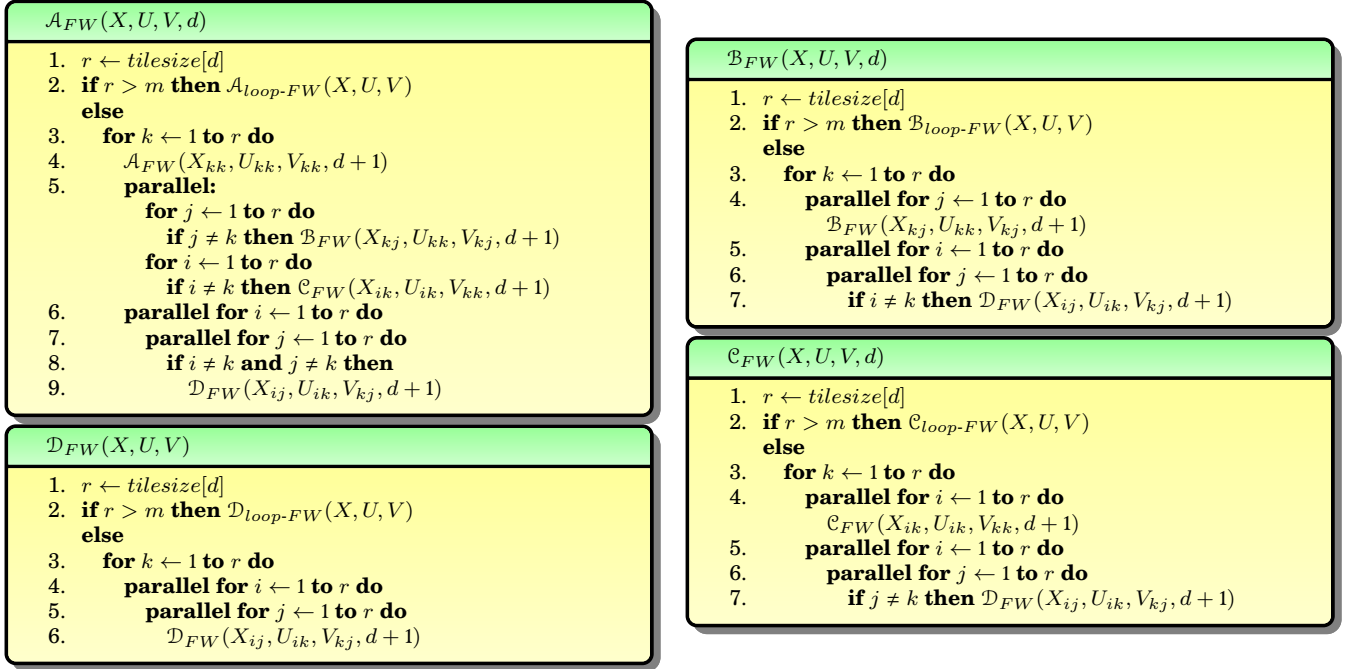 𝒜_FW(X, U, V, d)
1. r ← tilesize[d]
2. if r > m then 𝒜_loop-FW(X, U, V)
else
3. for k ← 1 to r do
4. 𝒜_FW(X_kk, U_kk, V_kk, d + 1)
5. parallel:
for j ← 1 to r do
if j ≠ k then ℬ_FW(X_kj, U_kk, V_kj, d + 1)
for i ← 1 to r do
if i ≠ k then 𝒞_FW(X_ik, U_ik, V_kk, d + 1)
6. parallel for i ← 1 to r do
7. parallel for j ← 1 to r do
8. if i ≠ k and j ≠ k then
9. 𝒟_FW(X_ij, U_ik, V_kj, d + 1)
𝒟_FW(X, U, V)
1. r ← tilesize[d]
2. if r > m then 𝒟_loop-FW(X, U, V)
else
3. for k ← 1 to r do
4. parallel for i ← 1 to r do
5. parallel for j ← 1 to r do
6. 𝒟_FW(X_ij, U_ik, V_kj, d + 1)
ℬ_FW(X, U, V, d)
1. r ← tilesize[d]
2. if r > m then ℬ_loop-FW(X, U, V)
else
3. for k ← 1 to r do
4. parallel for j ← 1 to r do
ℬ_FW(X_kj, U_kk, V_kj, d + 1)
5. parallel for i ← 1 to r do
6. parallel for j ← 1 to r do
7. if i ≠ k then 𝒟_FW(X_ij, U_ik, V_kj, d + 1)
𝒞_FW(X, U, V, d)
1. r ← tilesize[d]
2. if r > m then 𝒞_loop-FW(X, U, V)
else
3. for k ← 1 to r do
4. parallel for i ← 1 to r do
𝒞_FW(X_ik, U_ik, V_kk, d + 1)
5. parallel for i ← 1 to r do
6. parallel for j ← 1 to r do
7. if j ≠ k then 𝒟_FW(X_ij, U_ik, V_kj, d + 1)